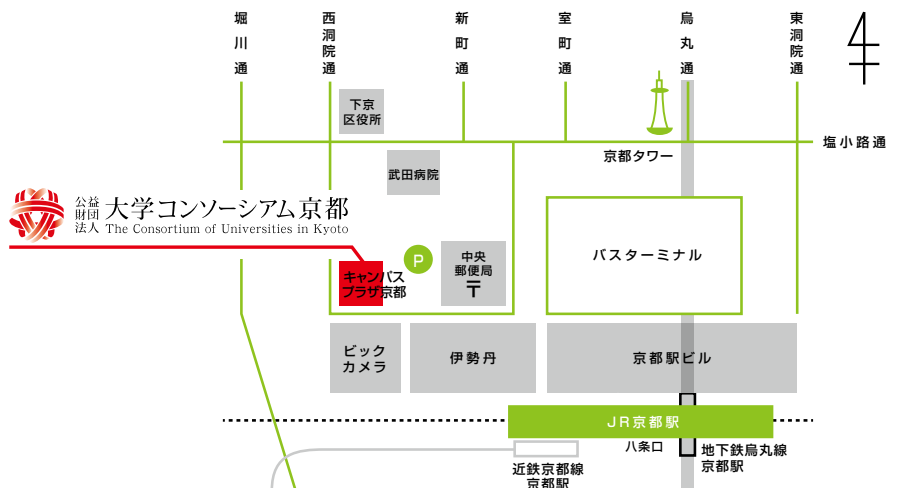 堀川通
西洞院通
新町通
室町通
烏丸通
東洞院通
下京
区役所
塩小路通
京都タワー
武田病院
公益
財団
法人
大学コンソーシアム京都
The Consortium of Universities in Kyoto
P
中央
郵便局
〒
バスターミナル
キャンパス
プラザ京都
ビック
カメラ
伊勢丹
京都駅ビル
JR京都駅
八条口
地下鉄烏丸線
京都駅
近鉄京都線
京都駅